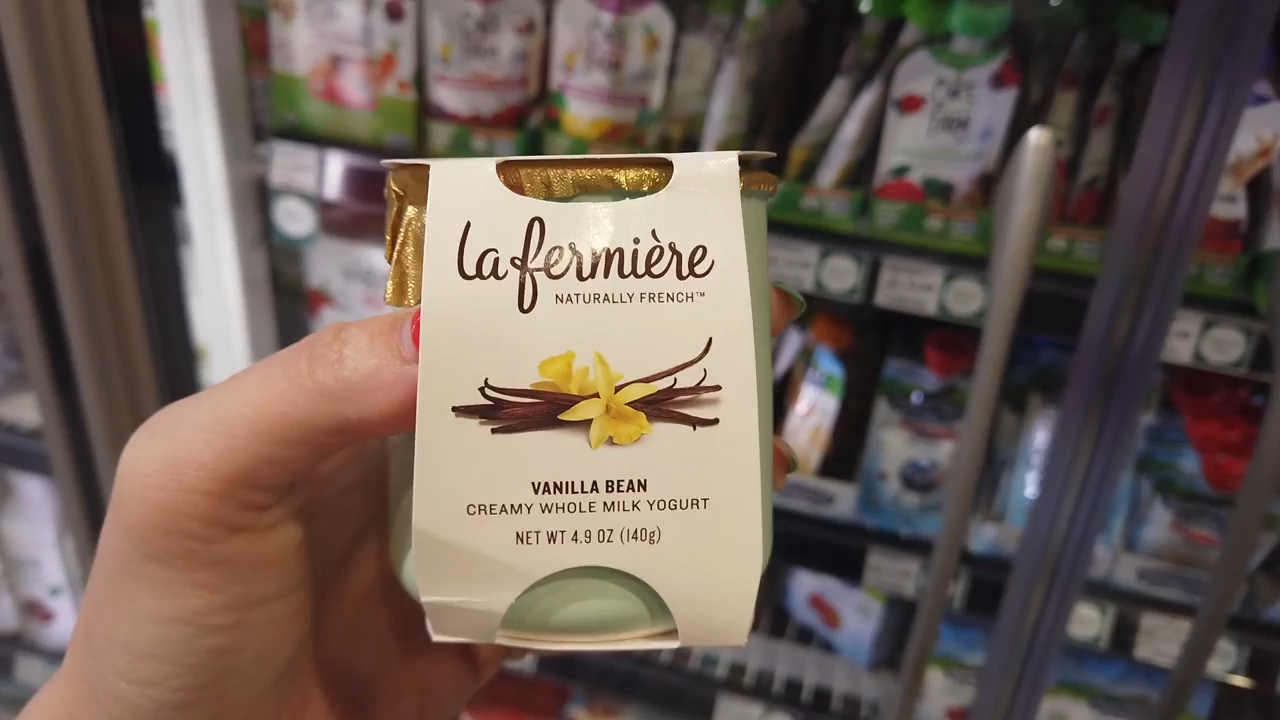 la fermière
NATURALLY FRENCH™
VANILLA BEAN
CREAMY WHOLE MILK YOGURT
NET WT 4.9 OZ (140g)